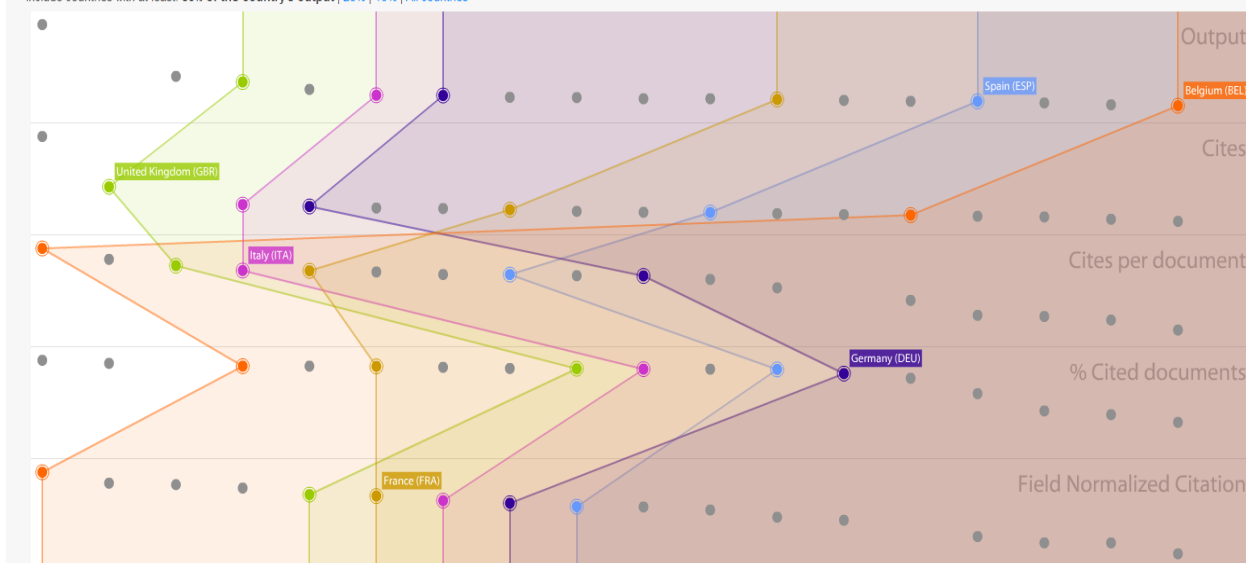 Output
Spain (ESP)
Belgium (BEL)
Cites
United Kingdom (GBR)
Italy (ITA)
Cites per document
Germany (DEU)
% Cited documents
France (FRA)
Field Normalized Citation